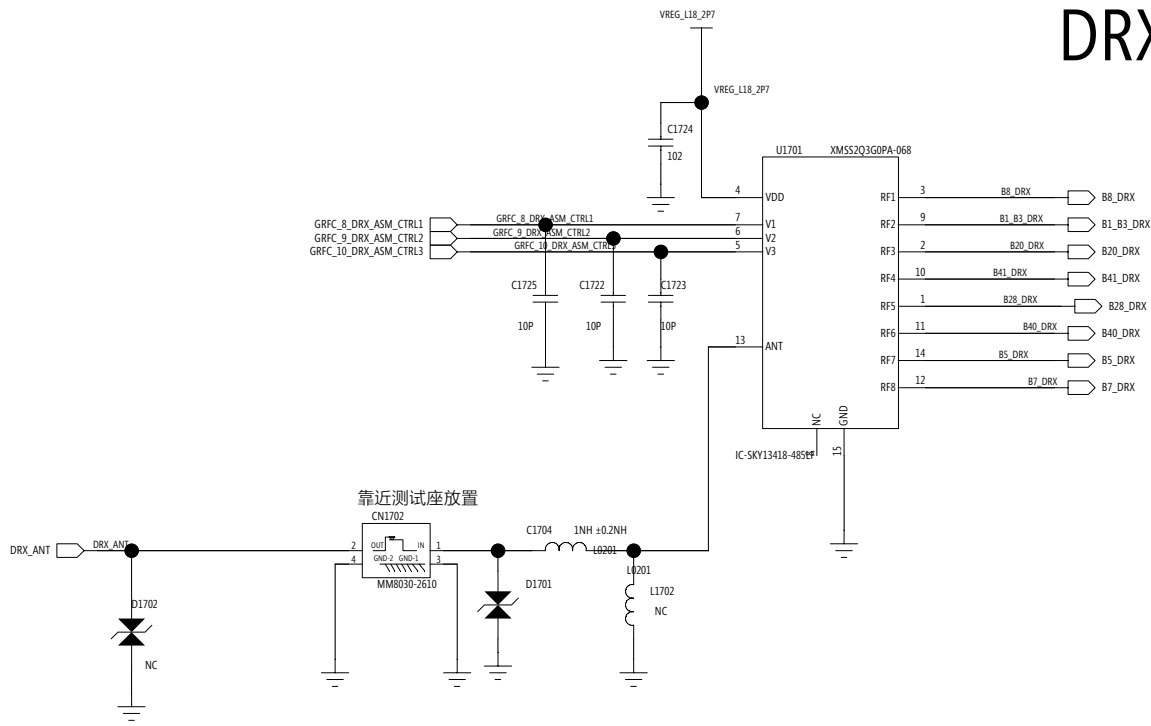 VREG_L18_2P7
DRX
VREG_L18_2P7
C1724
102
U1701 XMSS2Q3G0PA-068
4 VDD
RF1 3 B8_DRX B8_DRX
GRFC_8_DRX_ASM_CTRL1 GRFC_8_DRX_ASM_CTRL1 7 V1
RF2 9 B1_B3_DRX B1_B3_DRX
GRFC_9_DRX_ASM_CTRL2 GRFC_9_DRX_ASM_CTRL2 6 V2
GRFC_10_DRX_ASM_CTRL3 GRFC_10_DRX_ASM_CTRL3 5 V3
RF3 2 B20_DRX B20_DRX
RF4 10 B41_DRX B41_DRX
C1725 C1722 C1723
RF5 1 B28_DRX B28_DRX
10P 10P 10P
RF6 11 B40_DRX B40_DRX
13 ANT
RF7 14 B5_DRX B5_DRX
RF8 12 B7_DRX B7_DRX
NC GND
IC-SKY13418-485LF
15
靠近测试座放置
CN1702
C1704 1NH ±0.2NH
DRX_ANT DRX_ANT 2 OUT IN 1
L0201
4 GND-2 GND-1 3
L0201
MM8030-2610
D1701
L1702
NC
D1702
NC